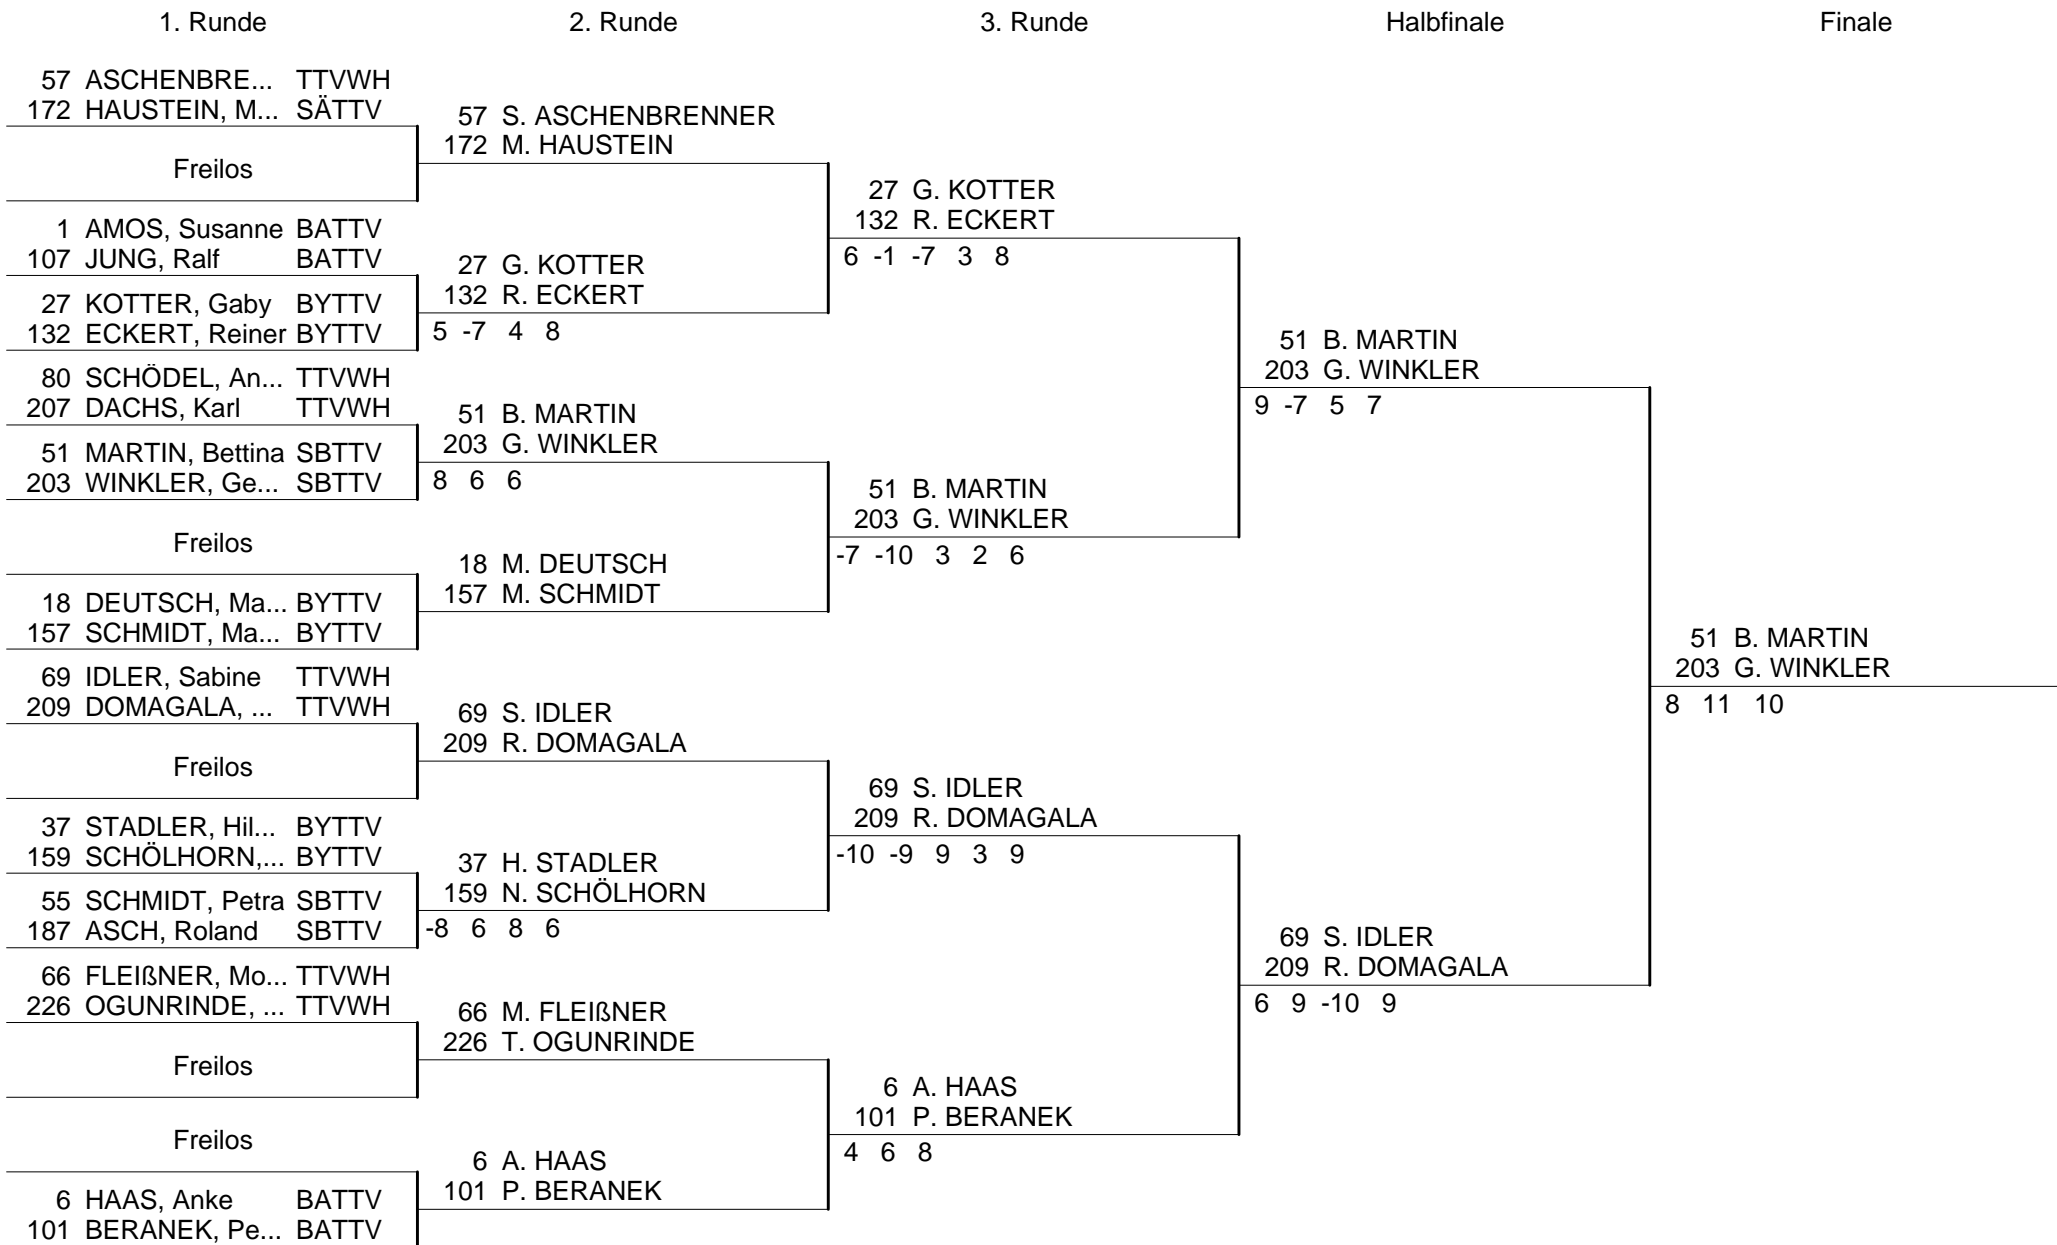 1. Runde 2. Runde 3. Runde Halbfinale Finale
57 ASCHENBRE... TTVWH
172 HAUSTEIN, M... SÄTTV
Freilos
1 AMOS, Susanne BATTV
107 JUNG, Ralf BATTV
27 KOTTER, Gaby BYTTV
132 ECKERT, Reiner BYTTV
80 SCHÖDEL, An... TTVWH
207 DACHS, Karl TTVWH
51 MARTIN, Bettina SBTTV
203 WINKLER, Ge... SBTTV
Freilos
18 DEUTSCH, Ma... BYTTV
157 SCHMIDT, Ma... BYTTV
69 IDLER, Sabine TTVWH
209 DOMAGALA, ... TTVWH
Freilos
37 STADLER, Hil... BYTTV
159 SCHÖLHORN,... BYTTV
55 SCHMIDT, Petra SBTTV
187 ASCH, Roland SBTTV
66 FLEIßNER, Mo... TTVWH
226 OGUNRINDE, ... TTVWH
Freilos
Freilos
6 HAAS, Anke BATTV
101 BERANEK, Pe... BATTV
57 S. ASCHENBRENNER
172 M. HAUSTEIN
27 G. KOTTER
132 R. ECKERT
5 -7 4 8
51 B. MARTIN
203 G. WINKLER
8 6 6
18 M. DEUTSCH
157 M. SCHMIDT
69 S. IDLER
209 R. DOMAGALA
37 H. STADLER
159 N. SCHÖLHORN
-8 6 8 6
66 M. FLEIßNER
226 T. OGUNRINDE
6 A. HAAS
101 P. BERANEK
27 G. KOTTER
132 R. ECKERT
6 -1 -7 3 8
51 B. MARTIN
203 G. WINKLER
-7 -10 3 2 6
69 S. IDLER
209 R. DOMAGALA
-10 -9 9 3 9
6 A. HAAS
101 P. BERANEK
4 6 8
51 B. MARTIN
203 G. WINKLER
9 -7 5 7
69 S. IDLER
209 R. DOMAGALA
6 9 -10 9
51 B. MARTIN
203 G. WINKLER
8 11 10